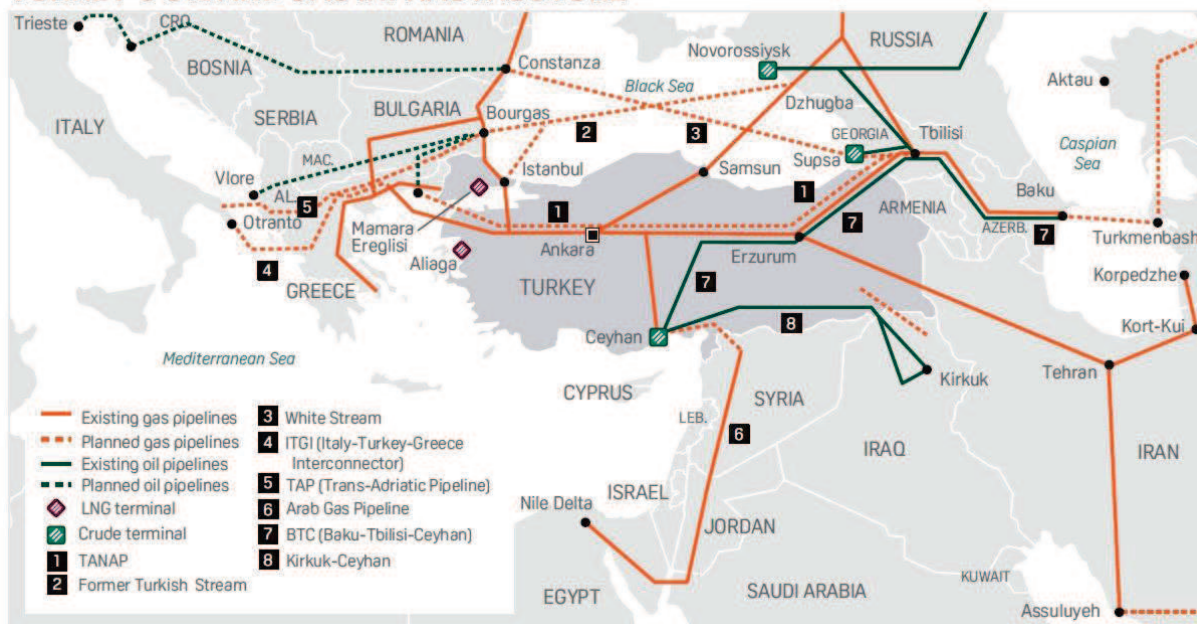 Trieste
CRO.
ROMANIA
Novorossiysk
RUSSIA
BOSNIA
Constanza
Black Sea
Aktau
ITALY
SERBIA
BULGARIA
Bourgas
Dzhugba
2
3
GEORGIA
Tbilisi
Caspian
Sea
MAC.
Supsa
Vlore
AL.
Istanbul
Samsun
1
Baku
5
Otranto
Mamara
Ereglisi
1
ARMENIA
AZERB.
7
7
Turkmenbash
Ankara
Erzurum
Aliaga
4
GREECE
TURKEY
7
Korpedzhe
8
Ceyhan
Kort-Kui
Mediterranean Sea
Kirkuk
Tehran
CYPRUS
SYRIA
LEB.
6
IRAQ
IRAN
ISRAEL
Nile Delta
JORDAN
EGYPT
SAUDI ARABIA
KUWAIT
Assuluyeh
Existing gas pipelines
Planned gas pipelines
Existing oil pipelines
Planned oil pipelines
LNG terminal
Crude terminal
1 TANAP
2 Former Turkish Stream
3 White Stream
4 ITGI (Italy-Turkey-Greece
Interconnector)
5 TAP (Trans-Adriatic Pipeline)
6 Arab Gas Pipeline
7 BTC (Baku-Tbilisi-Ceyhan)
8 Kirkuk-Ceyhan